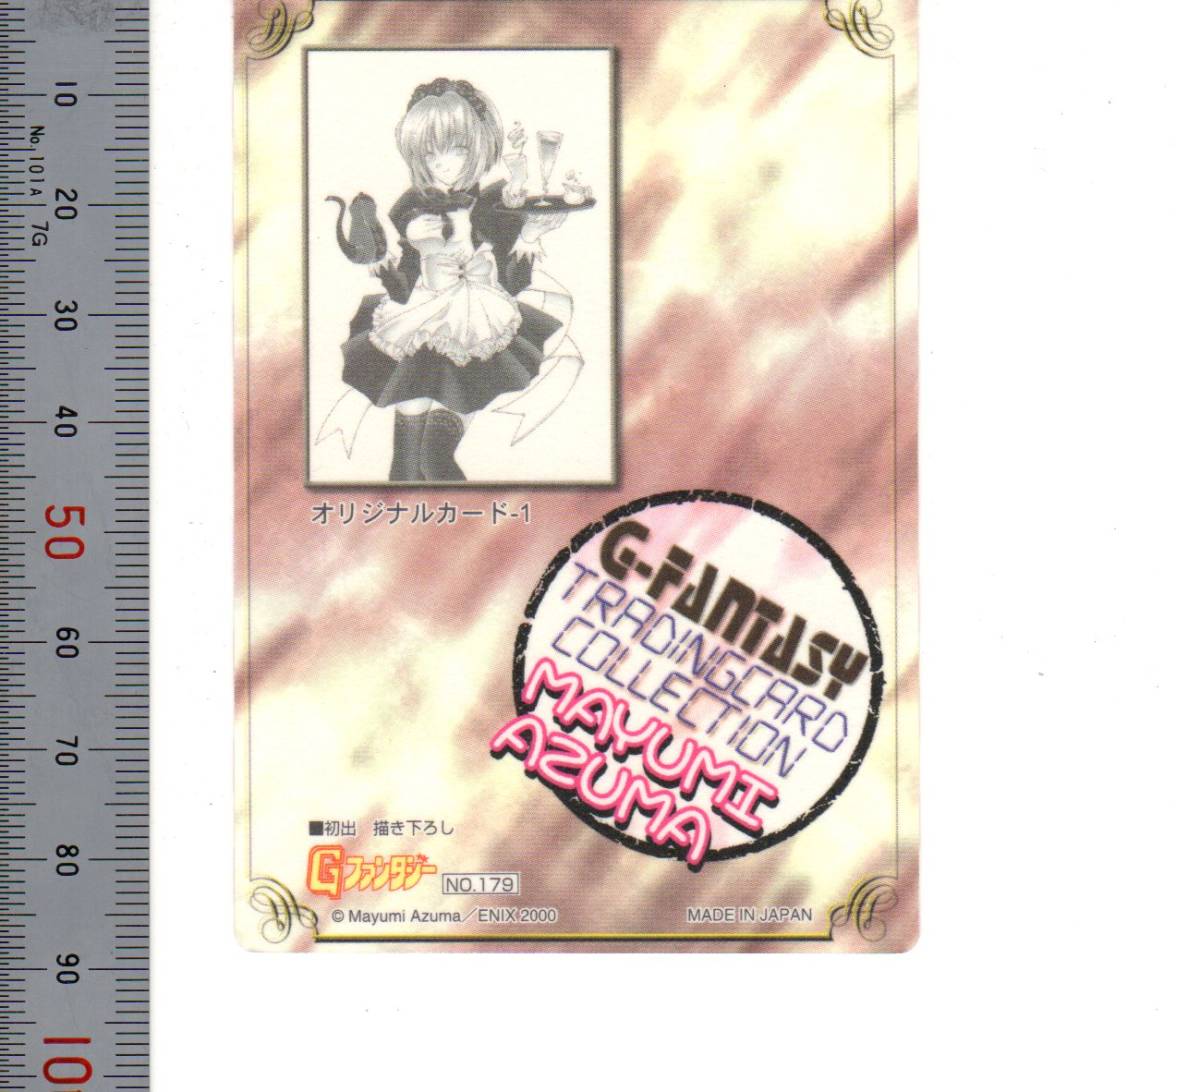 10
No.101A 7G
20
30
40
50
60
70
80
90
オリジナルカード-1
G-FANTASY
TRADINGCARD
COLLECTION
MAYUMI
AZUMA
■初出 描き下ろし
Gファンタジー NO.179
© Mayumi Azuma/ENIX 2000 MADE IN JAPAN